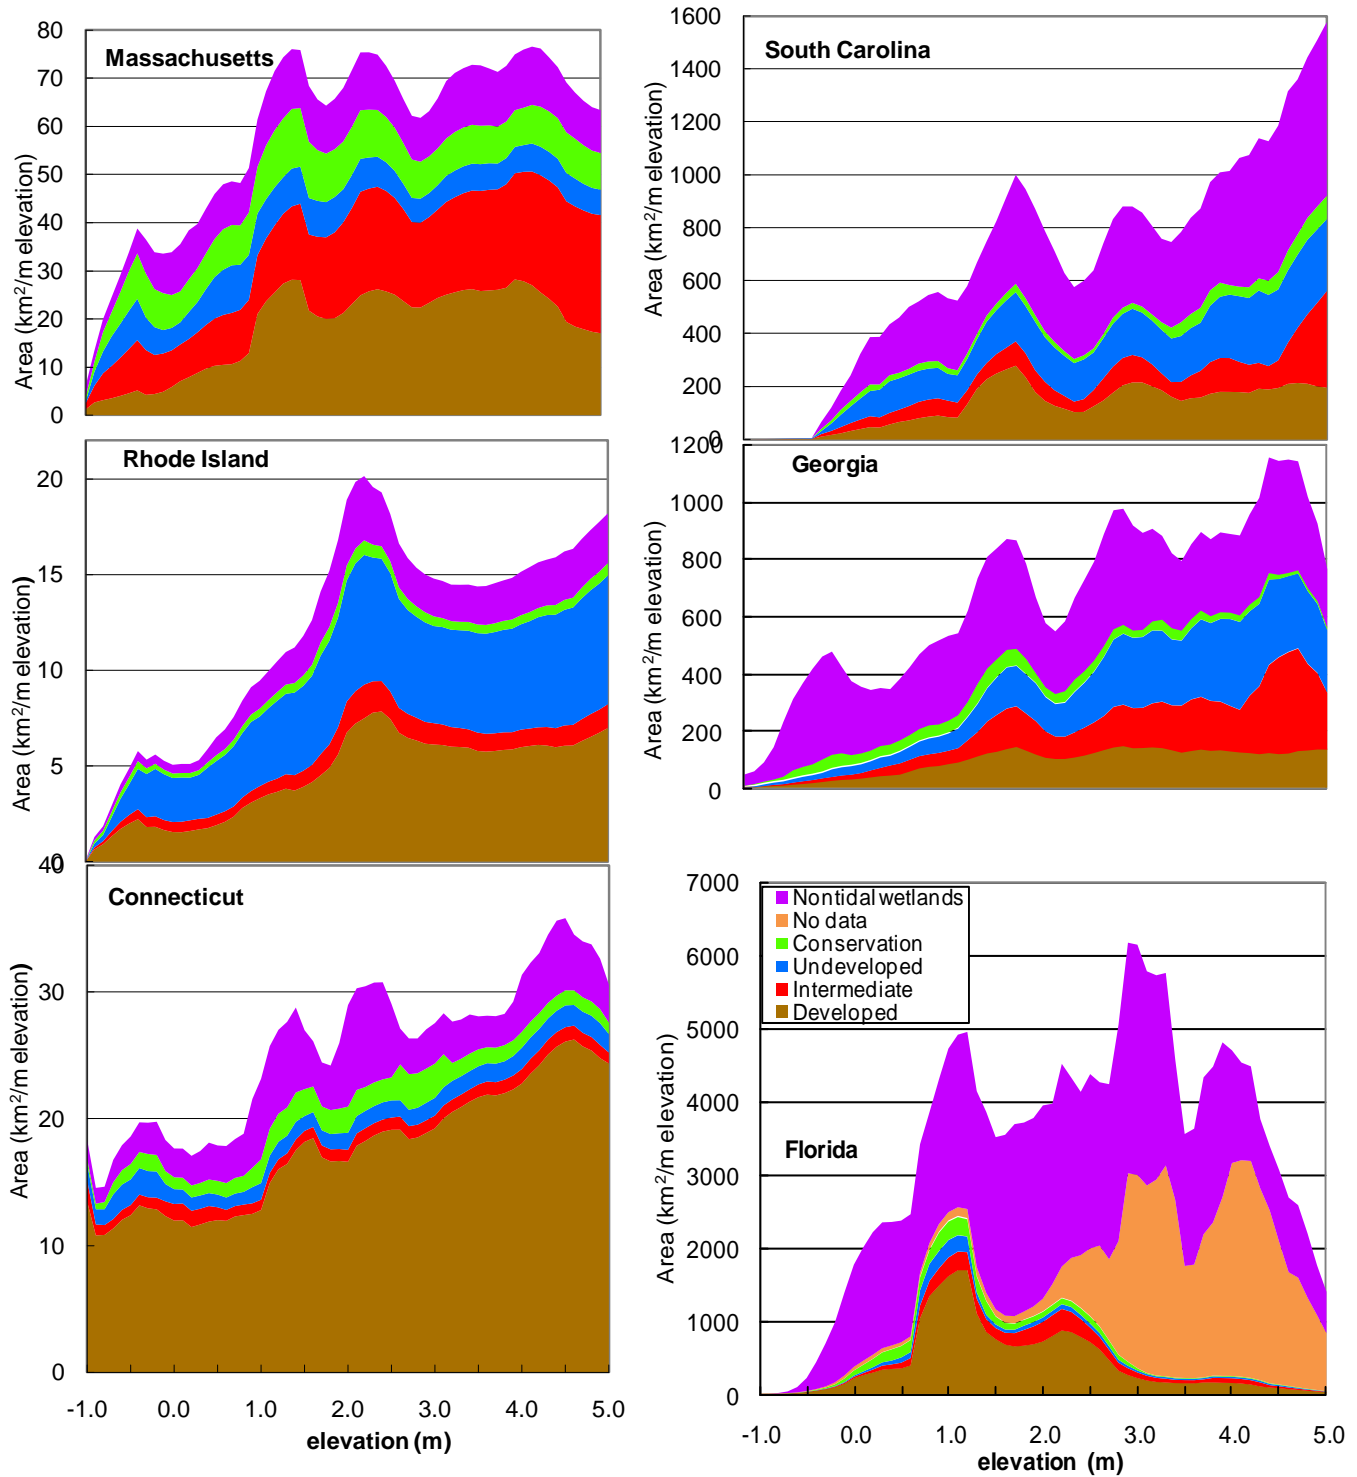 Massachusetts
Area (km²/m elevation)
80
70
60
50
40
30
20
10
0
Rhode Island
Area (km²/m elevation)
20
15
10
5
0
Connecticut
Area (km²/m elevation)
40
30
20
10
0
-1.0 0.0 1.0 2.0 3.0 4.0 5.0
elevation (m)
South Carolina
Area (km²/m elevation)
1600
1400
1200
1000
800
600
400
200
0
Georgia
Area (km²/m elevation)
1200
1000
800
600
400
200
0
Florida
Area (km²/m elevation)
7000
6000
5000
4000
3000
2000
1000
0
Nontidal wetlands
No data
Conservation
Undeveloped
Intermediate
Developed
-1.0 0.0 1.0 2.0 3.0 4.0 5.0
elevation (m)